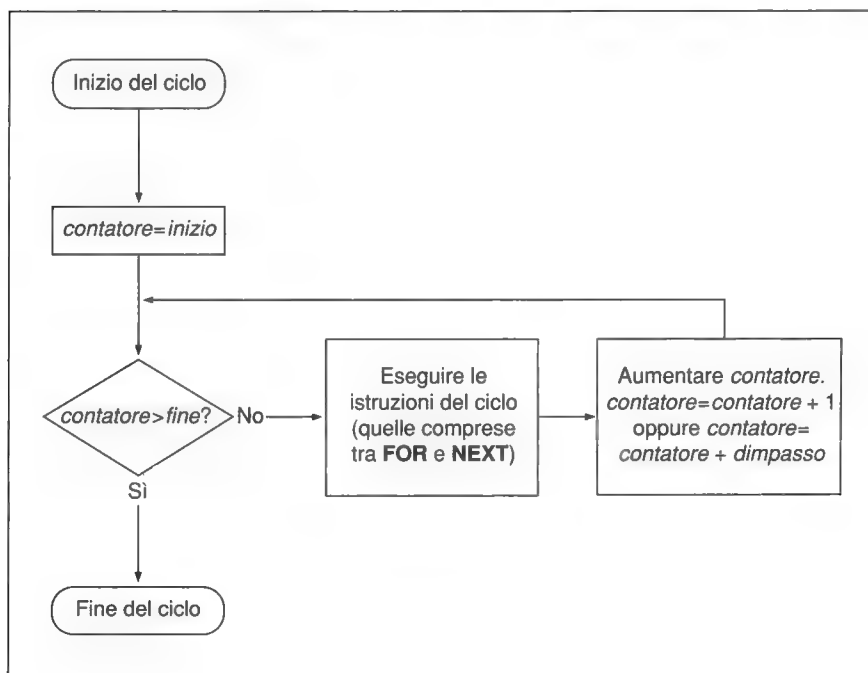 Inizio del ciclo
contatore=inizio
contatore>fine?
No
Eseguire le
istruzioni del ciclo
(quelle comprese
tra FOR e NEXT)
Aumentare contatore.
contatore=contatore + 1
oppure contatore=
contatore + dimpasso
Sì
Fine del ciclo